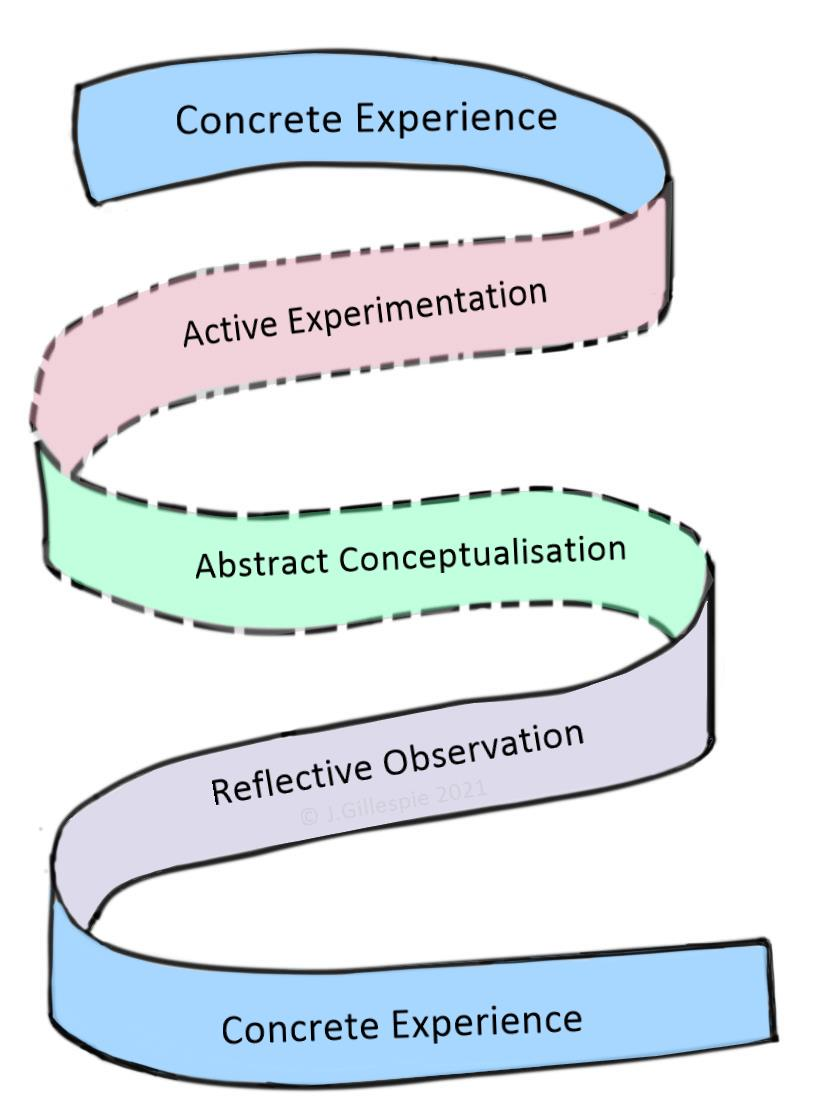 Concrete Experience
Active Experimentation
Abstract Conceptualisation
Reflective Observation
© J.Gillespie 2021
Concrete Experience